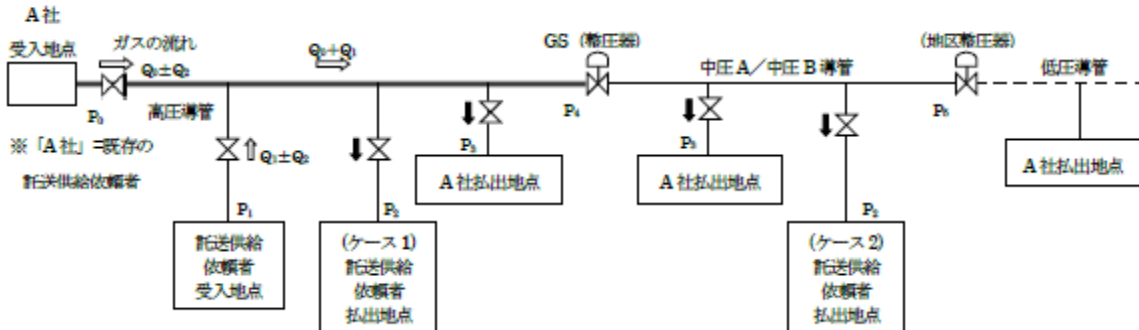 A社
受入地点
ガスの流れ
Q₀±Q₂
Q₀+Q₁
GS (整圧器)
(地区整圧器)
中圧A/中圧B導管
低圧導管
P₀
高圧導管
P₄
P₅
※「A社」=既存の
託送供給依頼者
Q₁±Q₂
P₃
P₃
A社払出地点
A社払出地点
A社払出地点
P₁
P₂
P₂
託送供給
依頼者
受入地点
(ケース1)
託送供給
依頼者
払出地点
(ケース2)
託送供給
依頼者
払出地点